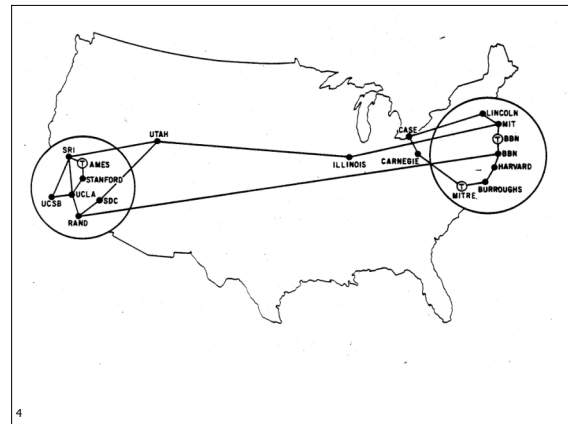 LINCOLN
MIT
CASE
UTAH
T BBN
SRI
BBN
T AMES
ILLINOIS
CARNEGIE
HARVARD
STANFORD
T
BURROUGHS
MITRE
UCLA
SDC
UCSB
RAND
4